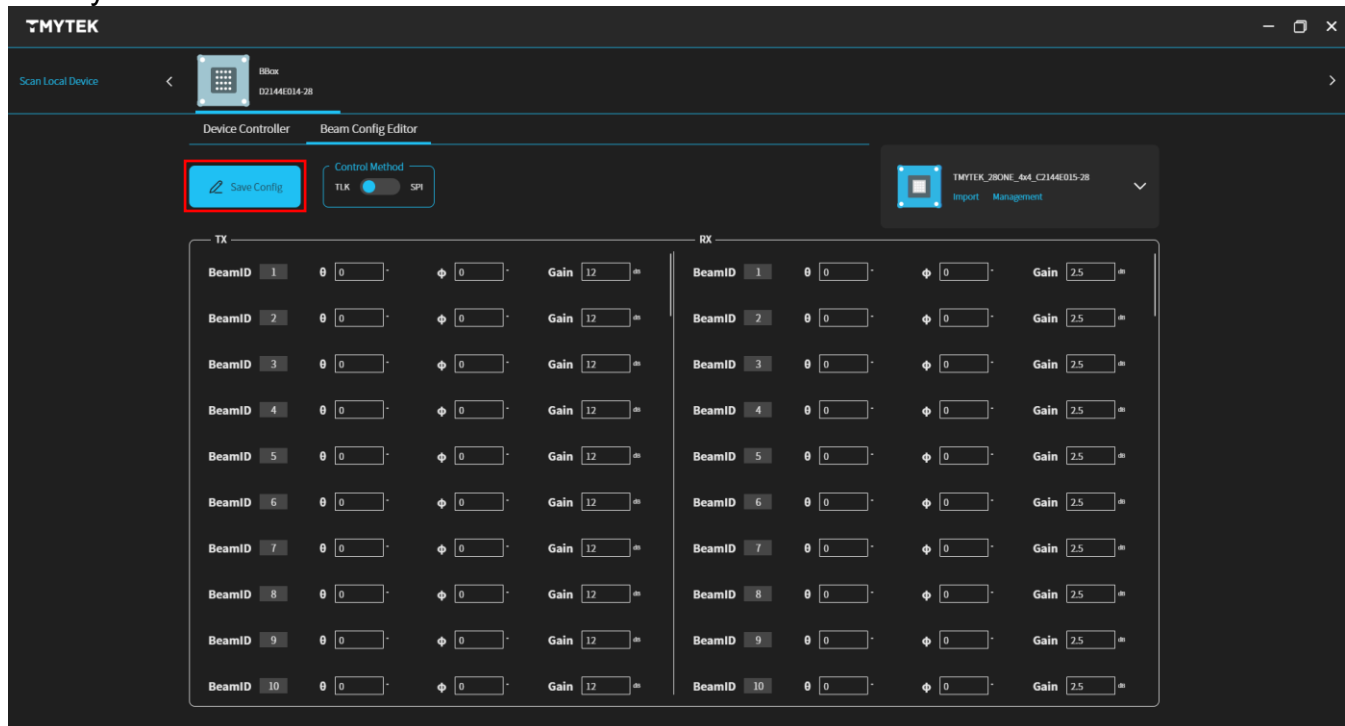 TMYTEK
Scan Local Device
BBox
D2144E014-28
Device Controller Beam Config Editor
Save Config
Control Method
TLK SPI
TMYTEK_28ONE_4x4_C2144E015-28
Import Management
TX RX
BeamID 1 θ 0 ° ϕ 0 ° Gain 12 dB BeamID 1 θ 0 ° ϕ 0 ° Gain 2.5 dB
BeamID 2 θ 0 ° ϕ 0 ° Gain 12 dB BeamID 2 θ 0 ° ϕ 0 ° Gain 2.5 dB
BeamID 3 θ 0 ° ϕ 0 ° Gain 12 dB BeamID 3 θ 0 ° ϕ 0 ° Gain 2.5 dB
BeamID 4 θ 0 ° ϕ 0 ° Gain 12 dB BeamID 4 θ 0 ° ϕ 0 ° Gain 2.5 dB
BeamID 5 θ 0 ° ϕ 0 ° Gain 12 dB BeamID 5 θ 0 ° ϕ 0 ° Gain 2.5 dB
BeamID 6 θ 0 ° ϕ 0 ° Gain 12 dB BeamID 6 θ 0 ° ϕ 0 ° Gain 2.5 dB
BeamID 7 θ 0 ° ϕ 0 ° Gain 12 dB BeamID 7 θ 0 ° ϕ 0 ° Gain 2.5 dB
BeamID 8 θ 0 ° ϕ 0 ° Gain 12 dB BeamID 8 θ 0 ° ϕ 0 ° Gain 2.5 dB
BeamID 9 θ 0 ° ϕ 0 ° Gain 12 dB BeamID 9 θ 0 ° ϕ 0 ° Gain 2.5 dB
BeamID 10 θ 0 ° ϕ 0 ° Gain 12 dB BeamID 10 θ 0 ° ϕ 0 ° Gain 2.5 dB